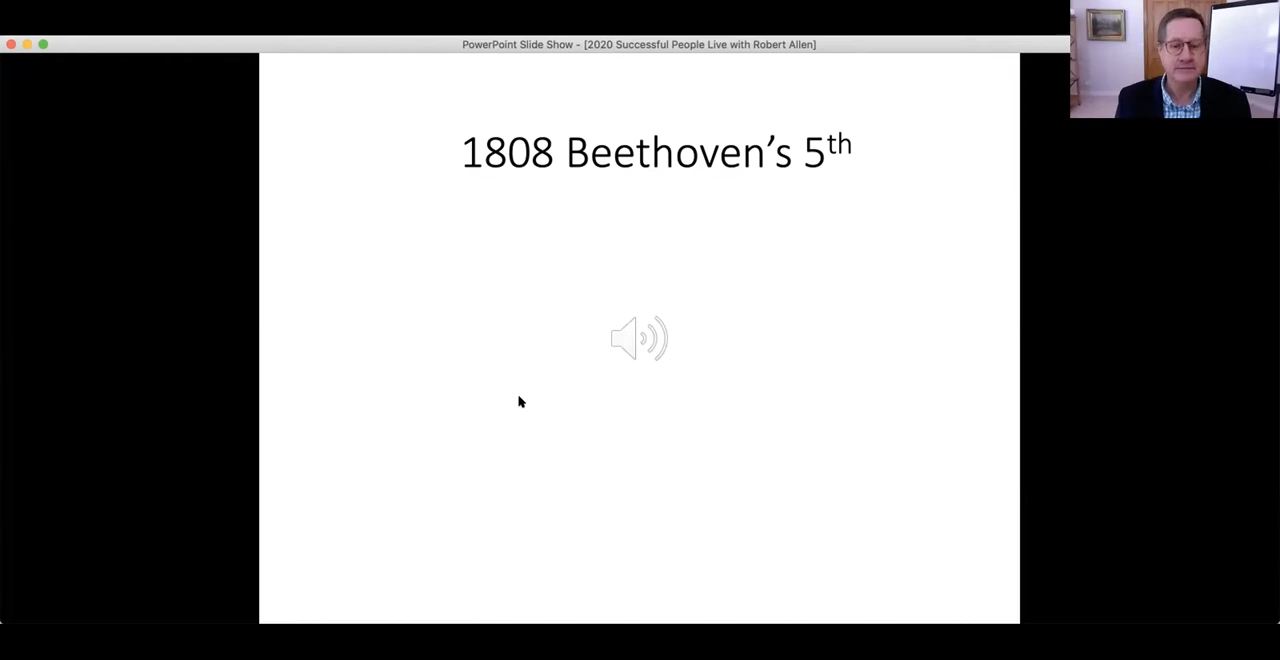 PowerPoint Slide Show - [2020 Successful People Live with Robert Allen]
1808 Beethoven’s 5th